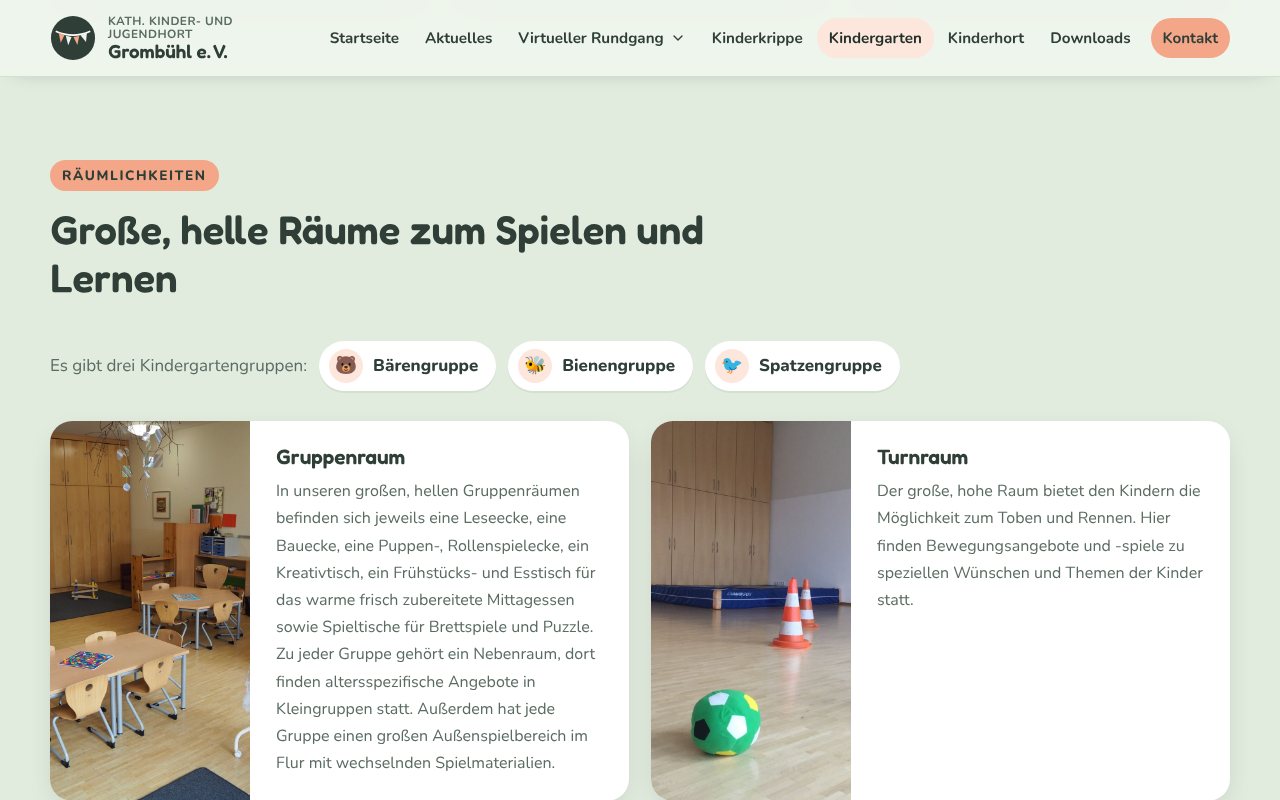 KATH. KINDER- UND
JUGENDHORT
Grombühl e.V.
Startseite Aktuelles Virtueller Rundgang Kinderkrippe Kindergarten Kinderhort Downloads Kontakt
RÄUMLICHKEITEN
Große, helle Räume zum Spielen und
Lernen
Es gibt drei Kindergartengruppen: Bärengruppe Bienengruppe Spatzengruppe
Gruppenraum
In unseren großen, hellen Gruppenräumen
befinden sich jeweils eine Leseecke, eine
Bauecke, eine Puppen-, Rollenspielecke, ein
Kreativtisch, ein Frühstücks- und Esstisch für
das warme frisch zubereitete Mittagessen
sowie Spieltische für Brettspiele und Puzzle.
Zu jeder Gruppe gehört ein Nebenraum, dort
finden altersspezifische Angebote in
Kleingruppen statt. Außerdem hat jede
Gruppe einen großen Außenspielbereich im
Flur mit wechselnden Spielmaterialien.
Turnraum
Der große, hohe Raum bietet den Kindern die
Möglichkeit zum Toben und Rennen. Hier
finden Bewegungsangebote und -spiele zu
speziellen Wünschen und Themen der Kinder
statt.